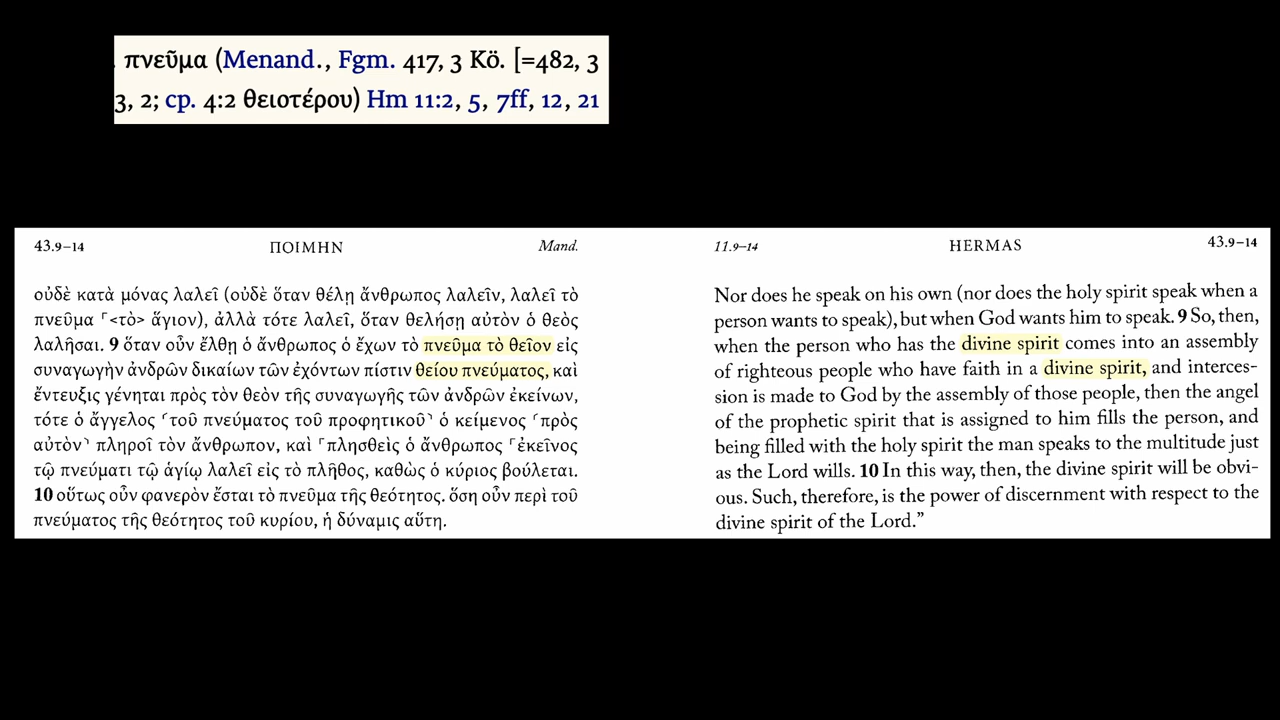 πνεῦμα (Menand., Fgm. 417, 3 Kö. [=482, 3
3, 2; cp. 4:2 θειοτέρου) Hm 11:2, 5, 7ff, 12, 21
43.9–14 ΠΟΙΜΗΝ Mand.
οὐδὲ κατὰ μόνας λαλεῖ (οὐδὲ ὅταν θέλῃ ἄνθρωπος λαλεῖν, λαλεῖ τὸ
πνεῦμα ⸀<τὸ> ἅγιον), ἀλλὰ τότε λαλεῖ, ὅταν θελήσῃ αὐτὸν ὁ θεὸς
λαλῆσαι. 9 ὅταν οὖν ἔλθῃ ὁ ἄνθρωπος ὁ ἔχων τὸ πνεῦμα τὸ θεῖον εἰς
συναγωγὴν ἀνδρῶν δικαίων τῶν ἐχόντων πίστιν θείου πνεύματος, καὶ
ἔντευξις γένηται πρὸς τὸν θεὸν τῆς συναγωγῆς τῶν ἀνδρῶν ἐκείνων,
τότε ὁ ἄγγελος ⸂τοῦ πνεύματος τοῦ προφητικοῦ⸃ ὁ κείμενος ⸂πρὸς
αὐτὸν⸃ πληροῖ τὸν ἄνθρωπον, καὶ ⸀πλησθεὶς ὁ ἄνθρωπος ⸀ἐκεῖνος
τῷ πνεύματι τῷ ἁγίῳ λαλεῖ εἰς τὸ πλῆθος, καθὼς ὁ κύριος βούλεται.
10 οὕτως οὖν φανερὸν ἔσται τὸ πνεῦμα τῆς θεότητος. ὅση οὖν περὶ τοῦ
πνεύματος τῆς θεότητος τοῦ κυρίου, ἡ δύναμις αὕτη.
11.9–14 HERMAS 43.9–14
Nor does he speak on his own (nor does the holy spirit speak when a
person wants to speak), but when God wants him to speak. 9 So, then,
when the person who has the divine spirit comes into an assembly
of righteous people who have faith in a divine spirit, and interces-
sion is made to God by the assembly of those people, then the angel
of the prophetic spirit that is assigned to him fills the person, and
being filled with the holy spirit the man speaks to the multitude just
as the Lord wills. 10 In this way, then, the divine spirit will be obvi-
ous. Such, therefore, is the power of discernment with respect to the
divine spirit of the Lord.”